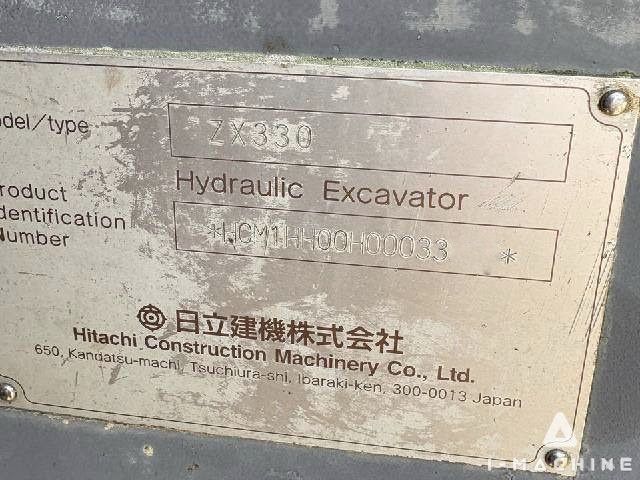 odel/type
ZX330
Hydraulic Excavator
roduct
dentification
Number
*HCM1HH00H00033 *
日立建機株式会社
Hitachi Construction Machinery Co., Ltd.
650, Kandatsu-machi, Tsuchiura-shi, Ibaraki-ken, 300-0013 Japan
I-MACHINE